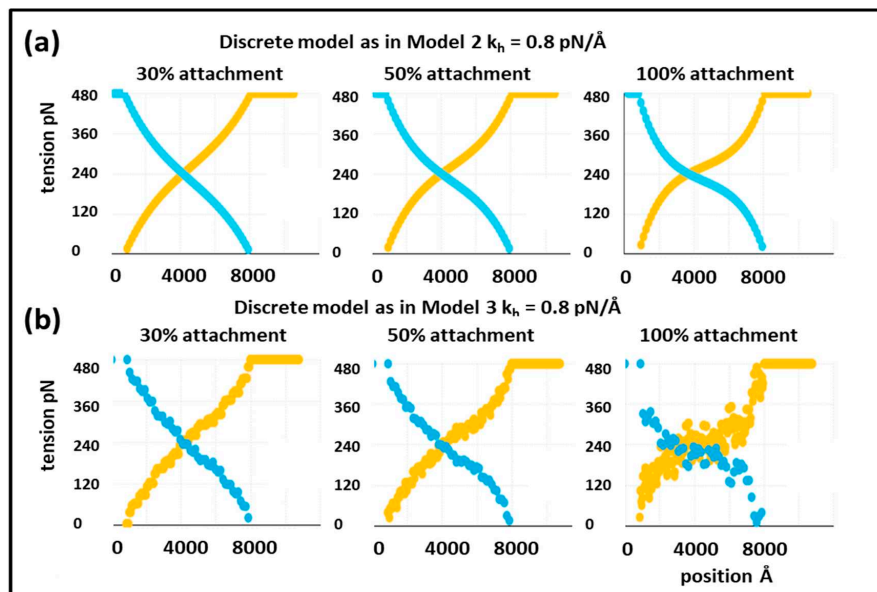 (a)
Discrete model as in Model 2 kh = 0.8 pN/Å
30% attachment 50% attachment 100% attachment
tension pN
480 480 480
360 360 360
240 240 240
120 120 120
0 0 0
0 4000 8000 0 4000 8000 0 4000 8000
(b)
Discrete model as in Model 3 kh = 0.8 pN/Å
30% attachment 50% attachment 100% attachment
tension pN
480 480 480
360 360 360
240 240 240
120 120 120
0 0 0
0 4000 8000 0 4000 8000 0 4000 8000
position Å